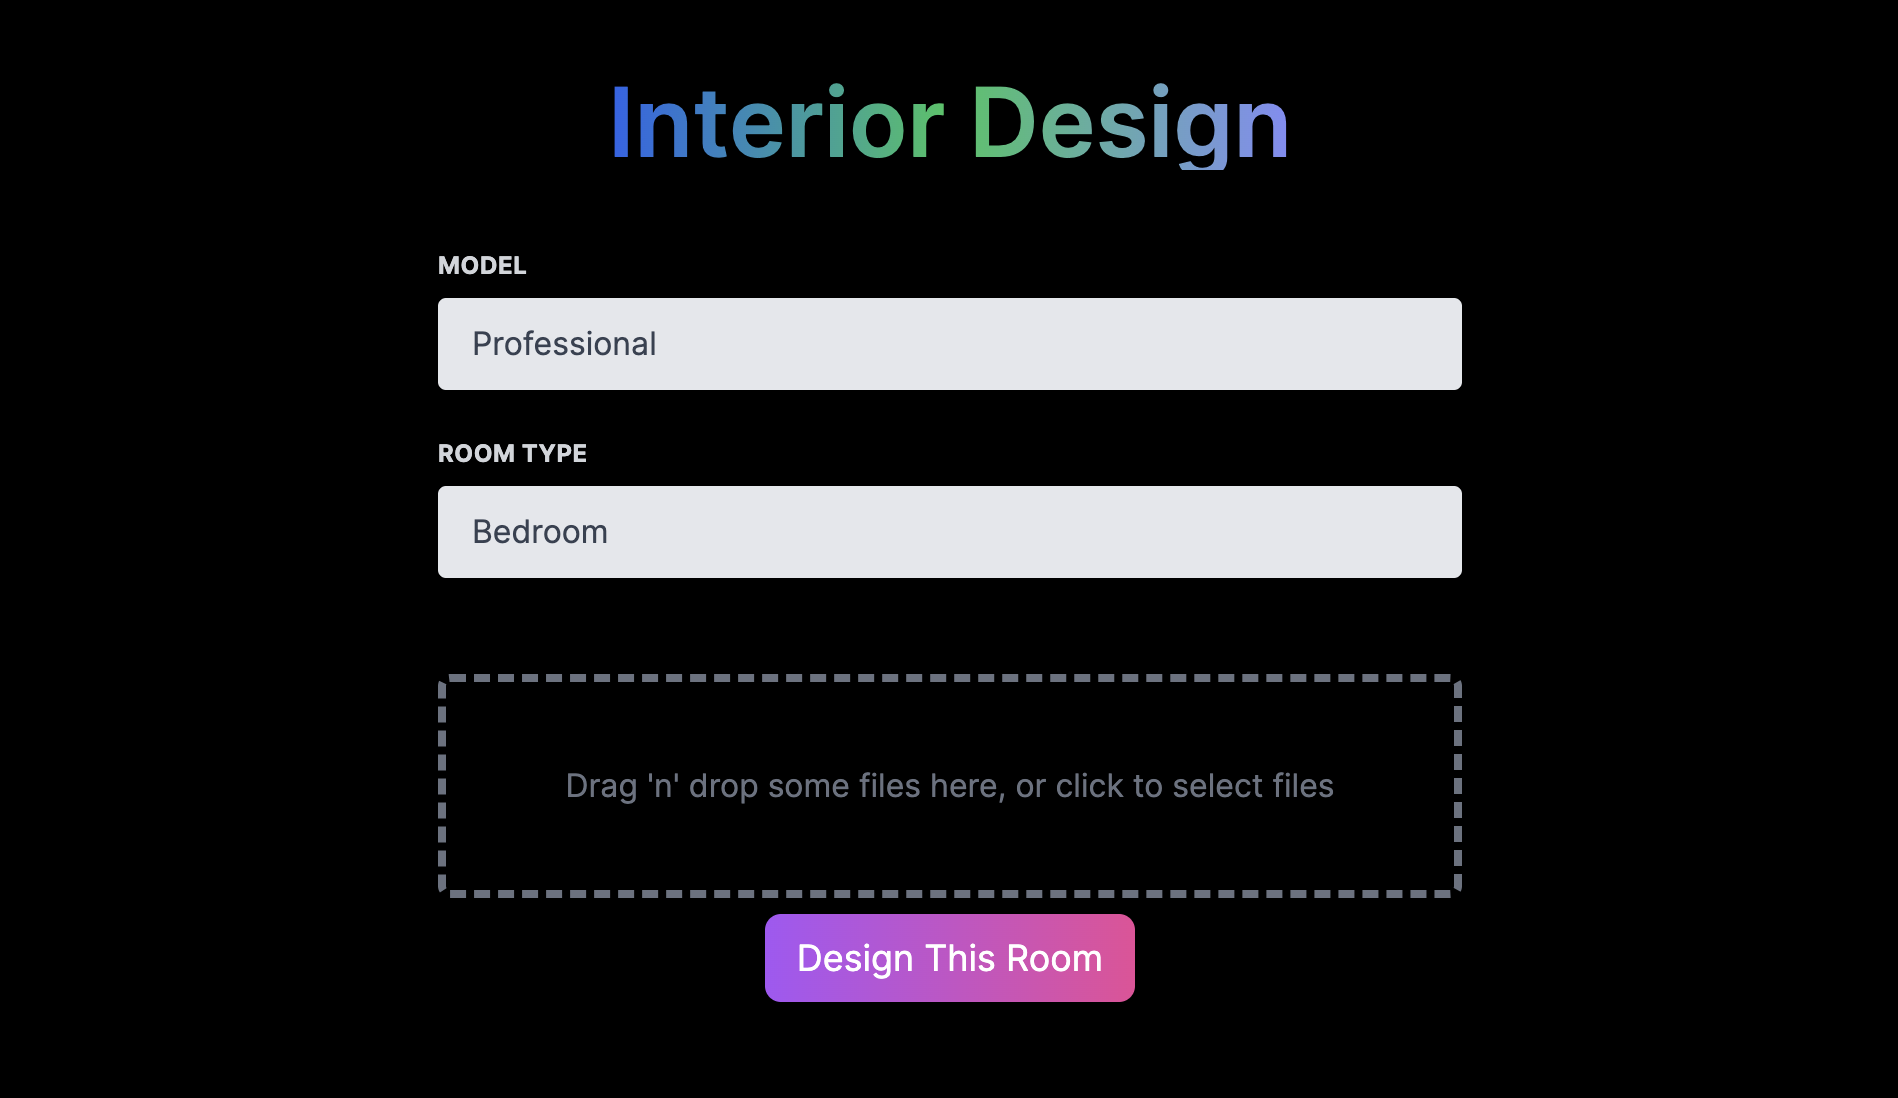 Interior Design
MODEL
Professional
ROOM TYPE
Bedroom
Drag 'n' drop some files here, or click to select files
Design This Room